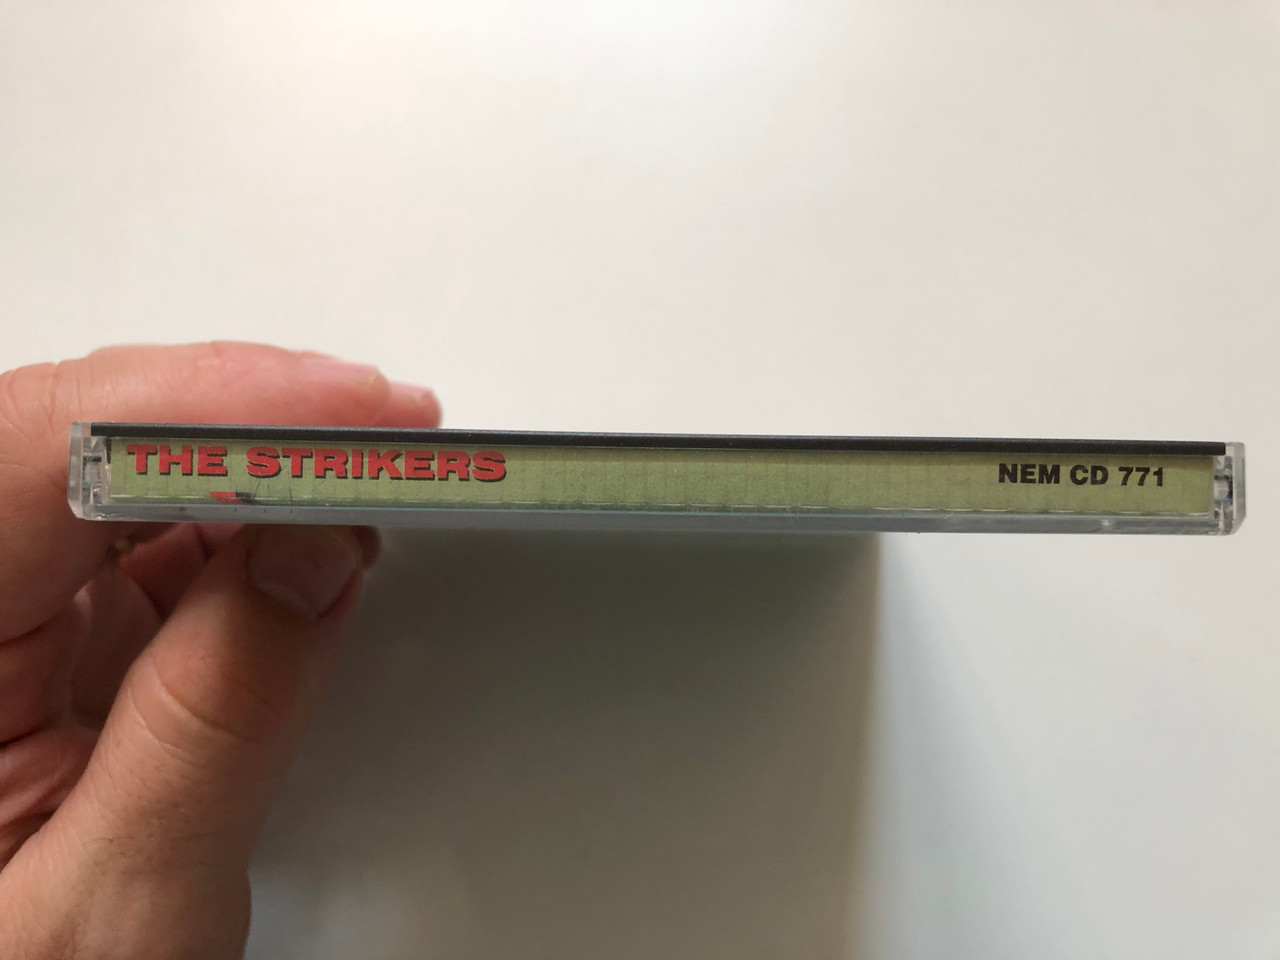 THE STRIKERS
NEM CD 771